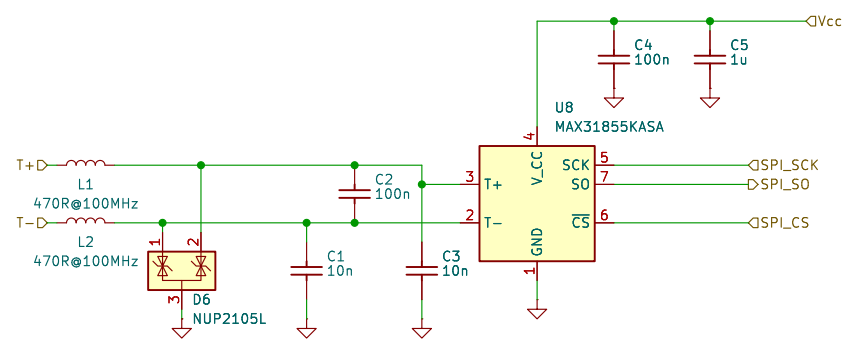 Vcc
C4
100n
C5
1u
U8
MAX31855KASA
4
V_CC
T+
L1
470R@100MHz
C2
100n
3
T+
SCK
5
SPI_SCK
SO
7
SPI_SO
T-
L2
470R@100MHz
2
T-
CS
6
SPI_CS
1
2
C1
10n
C3
10n
GND
1
3
D6
NUP2105L